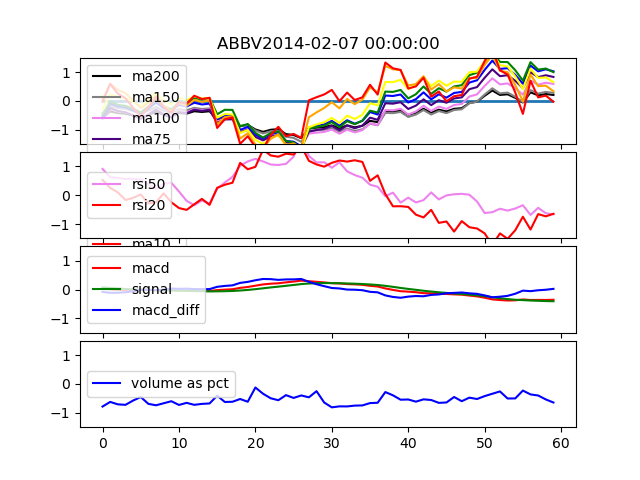 ABBV2014-02-07 00:00:00
1
0
−1
ma200
ma150
ma100
ma75
1
0
−1
rsi50
rsi20
ma10
1
0
−1
macd
signal
macd_diff
1
0
−1
volume as pct
0 10 20 30 40 50 60